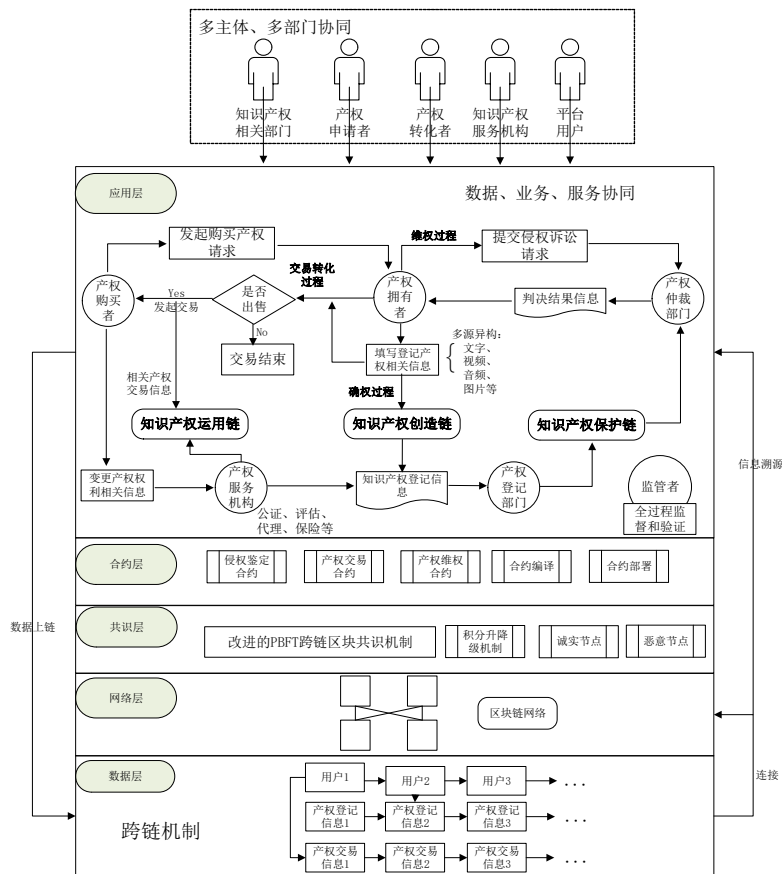 多主体、多部门协同
知识产权
相关部门
产权
申请者
产权
转化者
知识产权
服务机构
平台
用户
应用层
数据、业务、服务协同
发起购买产权
请求
维权过程
提交侵权诉讼
请求
交易转化
过程
产权
购买
者
Yes
发起交易
是否
出售
产权
拥有
者
判决结果信息
产权
仲裁
部门
No
交易结束
填写登记产
权相关信息
多源异构：
文字、
视频、
音频、
图片等
相关产权
交易信息
确权过程
知识产权运用链
知识产权创造链
知识产权保护链
变更产权权
利相关信息
产权
服务
机构
知识产权登记信
息
产权
登记
部门
监管者
全过程监
督和验证
公证、评估、
代理、保险等
信息溯源
合约层
侵权鉴定
合约
产权交易
合约
产权维权
合约
合约编译
合约部署
数据上链
共识层
改进的PBFT跨链区块共识机制
积分升降
级机制
诚实节点
恶意节点
网络层
区块链网络
数据层
用户1
用户2
用户3
...
连接
产权登记
信息1
产权登记
信息2
产权登记
信息3
...
跨链机制
产权交易
信息1
产权交易
信息2
产权交易
信息3
...